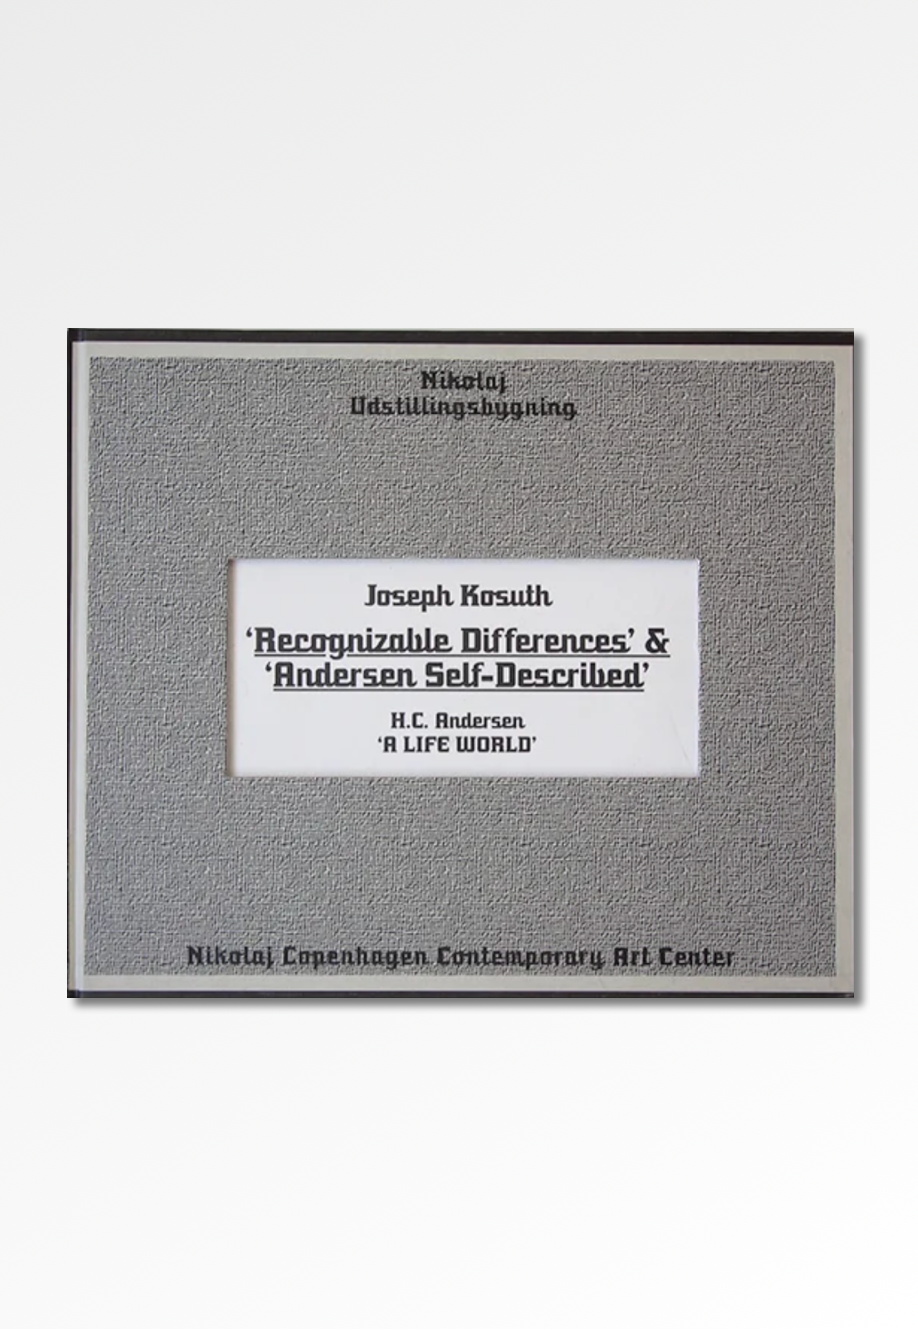 Nikolaj
Udstillingsbygning
Joseph Kosuth
‘Recognizable Differences’ &
‘Andersen Self-Described’
H.C. Andersen
‘A LIFE WORLD’
Nikolaj Copenhagen Contemporary Art Center